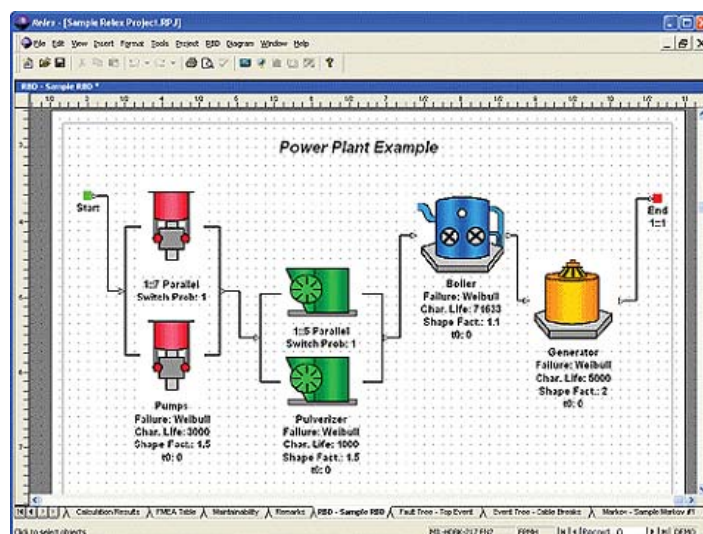 Relex - [Sample Relex Project.RPJ]
File Edit View Insert Format Tools Project RBD Diagram Window Help
RBD - Sample RBD *
Power Plant Example
Start
End
1::1
1::7 Parallel
Switch Prob: 1
Boiler
Failure: Weibull
Char. Life: 71633
Shape Fact.: 1.1
t0: 0
1::5 Parallel
Switch Prob: 1
Generator
Failure: Weibull
Char. Life: 5000
Shape Fact.: 2
t0: 0
Pumps
Failure: Weibull
Char. Life: 3000
Shape Fact.: 1.5
t0: 0
Pulverizer
Failure: Weibull
Char. Life: 1000
Shape Fact.: 1.5
t0: 0
Calculation Results FMEA Table Maintainability Remarks RBD - Sample RBD Fault Tree - Top Event Event Tree - Cable Breaks Markov - Sample Markov #1
Click to select objects. FPMH Record 0 DEMO